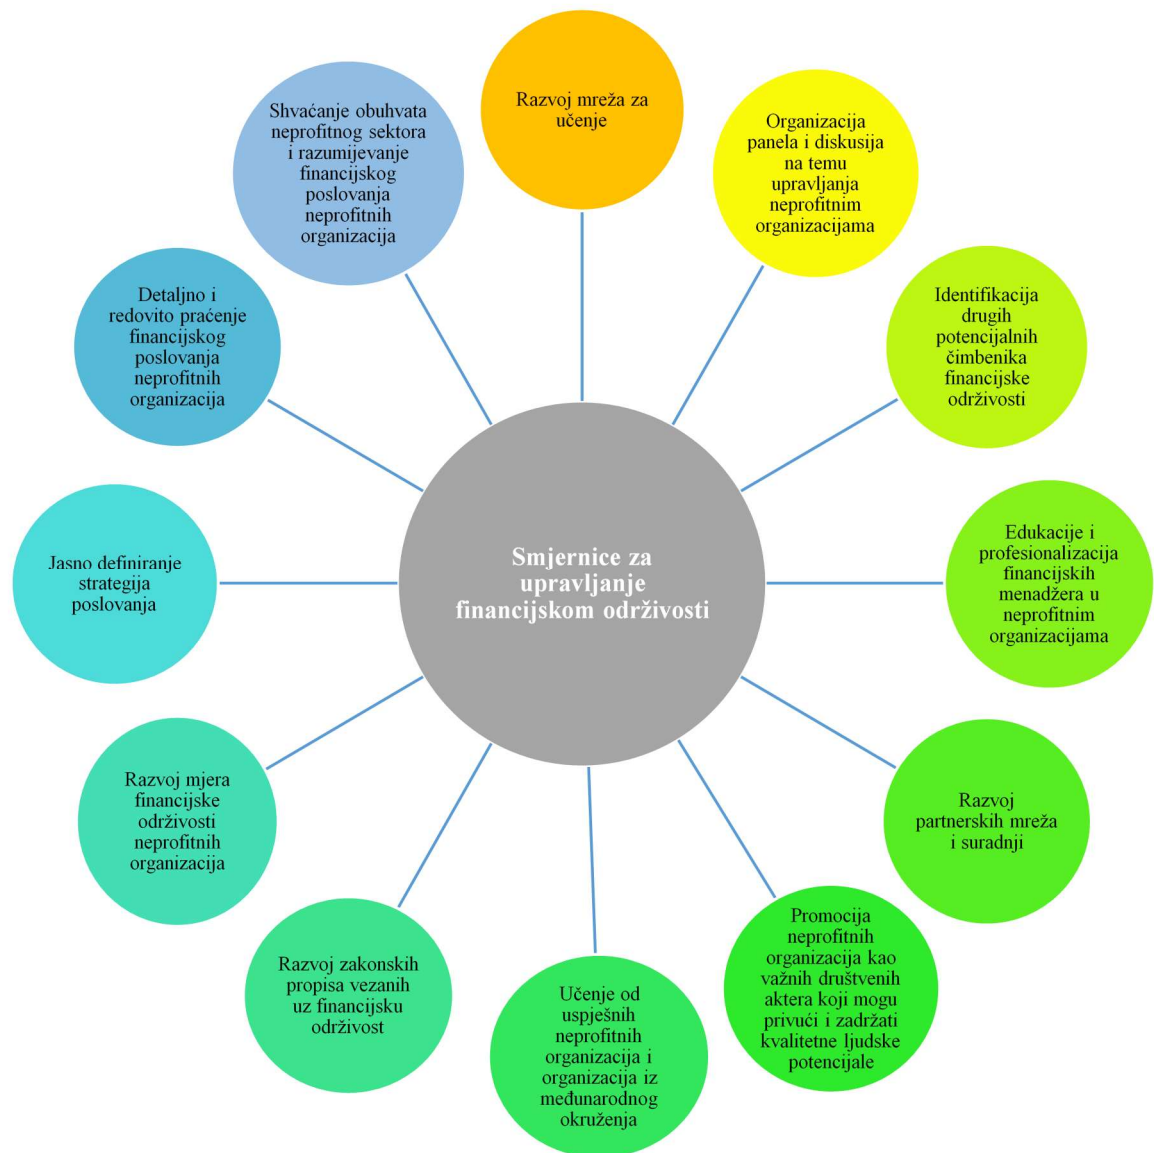 Razvoj mreža za
učenje
Organizacija
panela i diskusija
na temu
upravljanja
neprofitnim
organizacijama
Identifikacija
drugih
potencijalnih
čimbenika
financijske
održivosti
Edukacije i
profesionalizacija
financijskih
menadžera u
neprofitnim
organizacijama
Razvoj
partnerskih mreža
i suradnji
Promocija
neprofitnih
organizacija kao
važnih društvenih
aktera koji mogu
privući i zadržati
kvalitetne ljudske
potencijale
Učenje od
uspješnih
neprofitnih
organizacija i
organizacija iz
međunarodnog
okruženja
Razvoj zakonskih
propisa vezanih
uz financijsku
održivost
Razvoj mjera
financijske
održivosti
neprofitnih
organizacija
Jasno definiranje
strategija
poslovanja
Detaljno i
redovito praćenje
financijskog
poslovanja
neprofitnih
organizacija
Shvaćanje obuhvata
neprofitnog sektora
i razumijevanje
financijskog
poslovanja
neprofitnih
organizacija
Smjernice za
upravljanje
financijskom održivosti